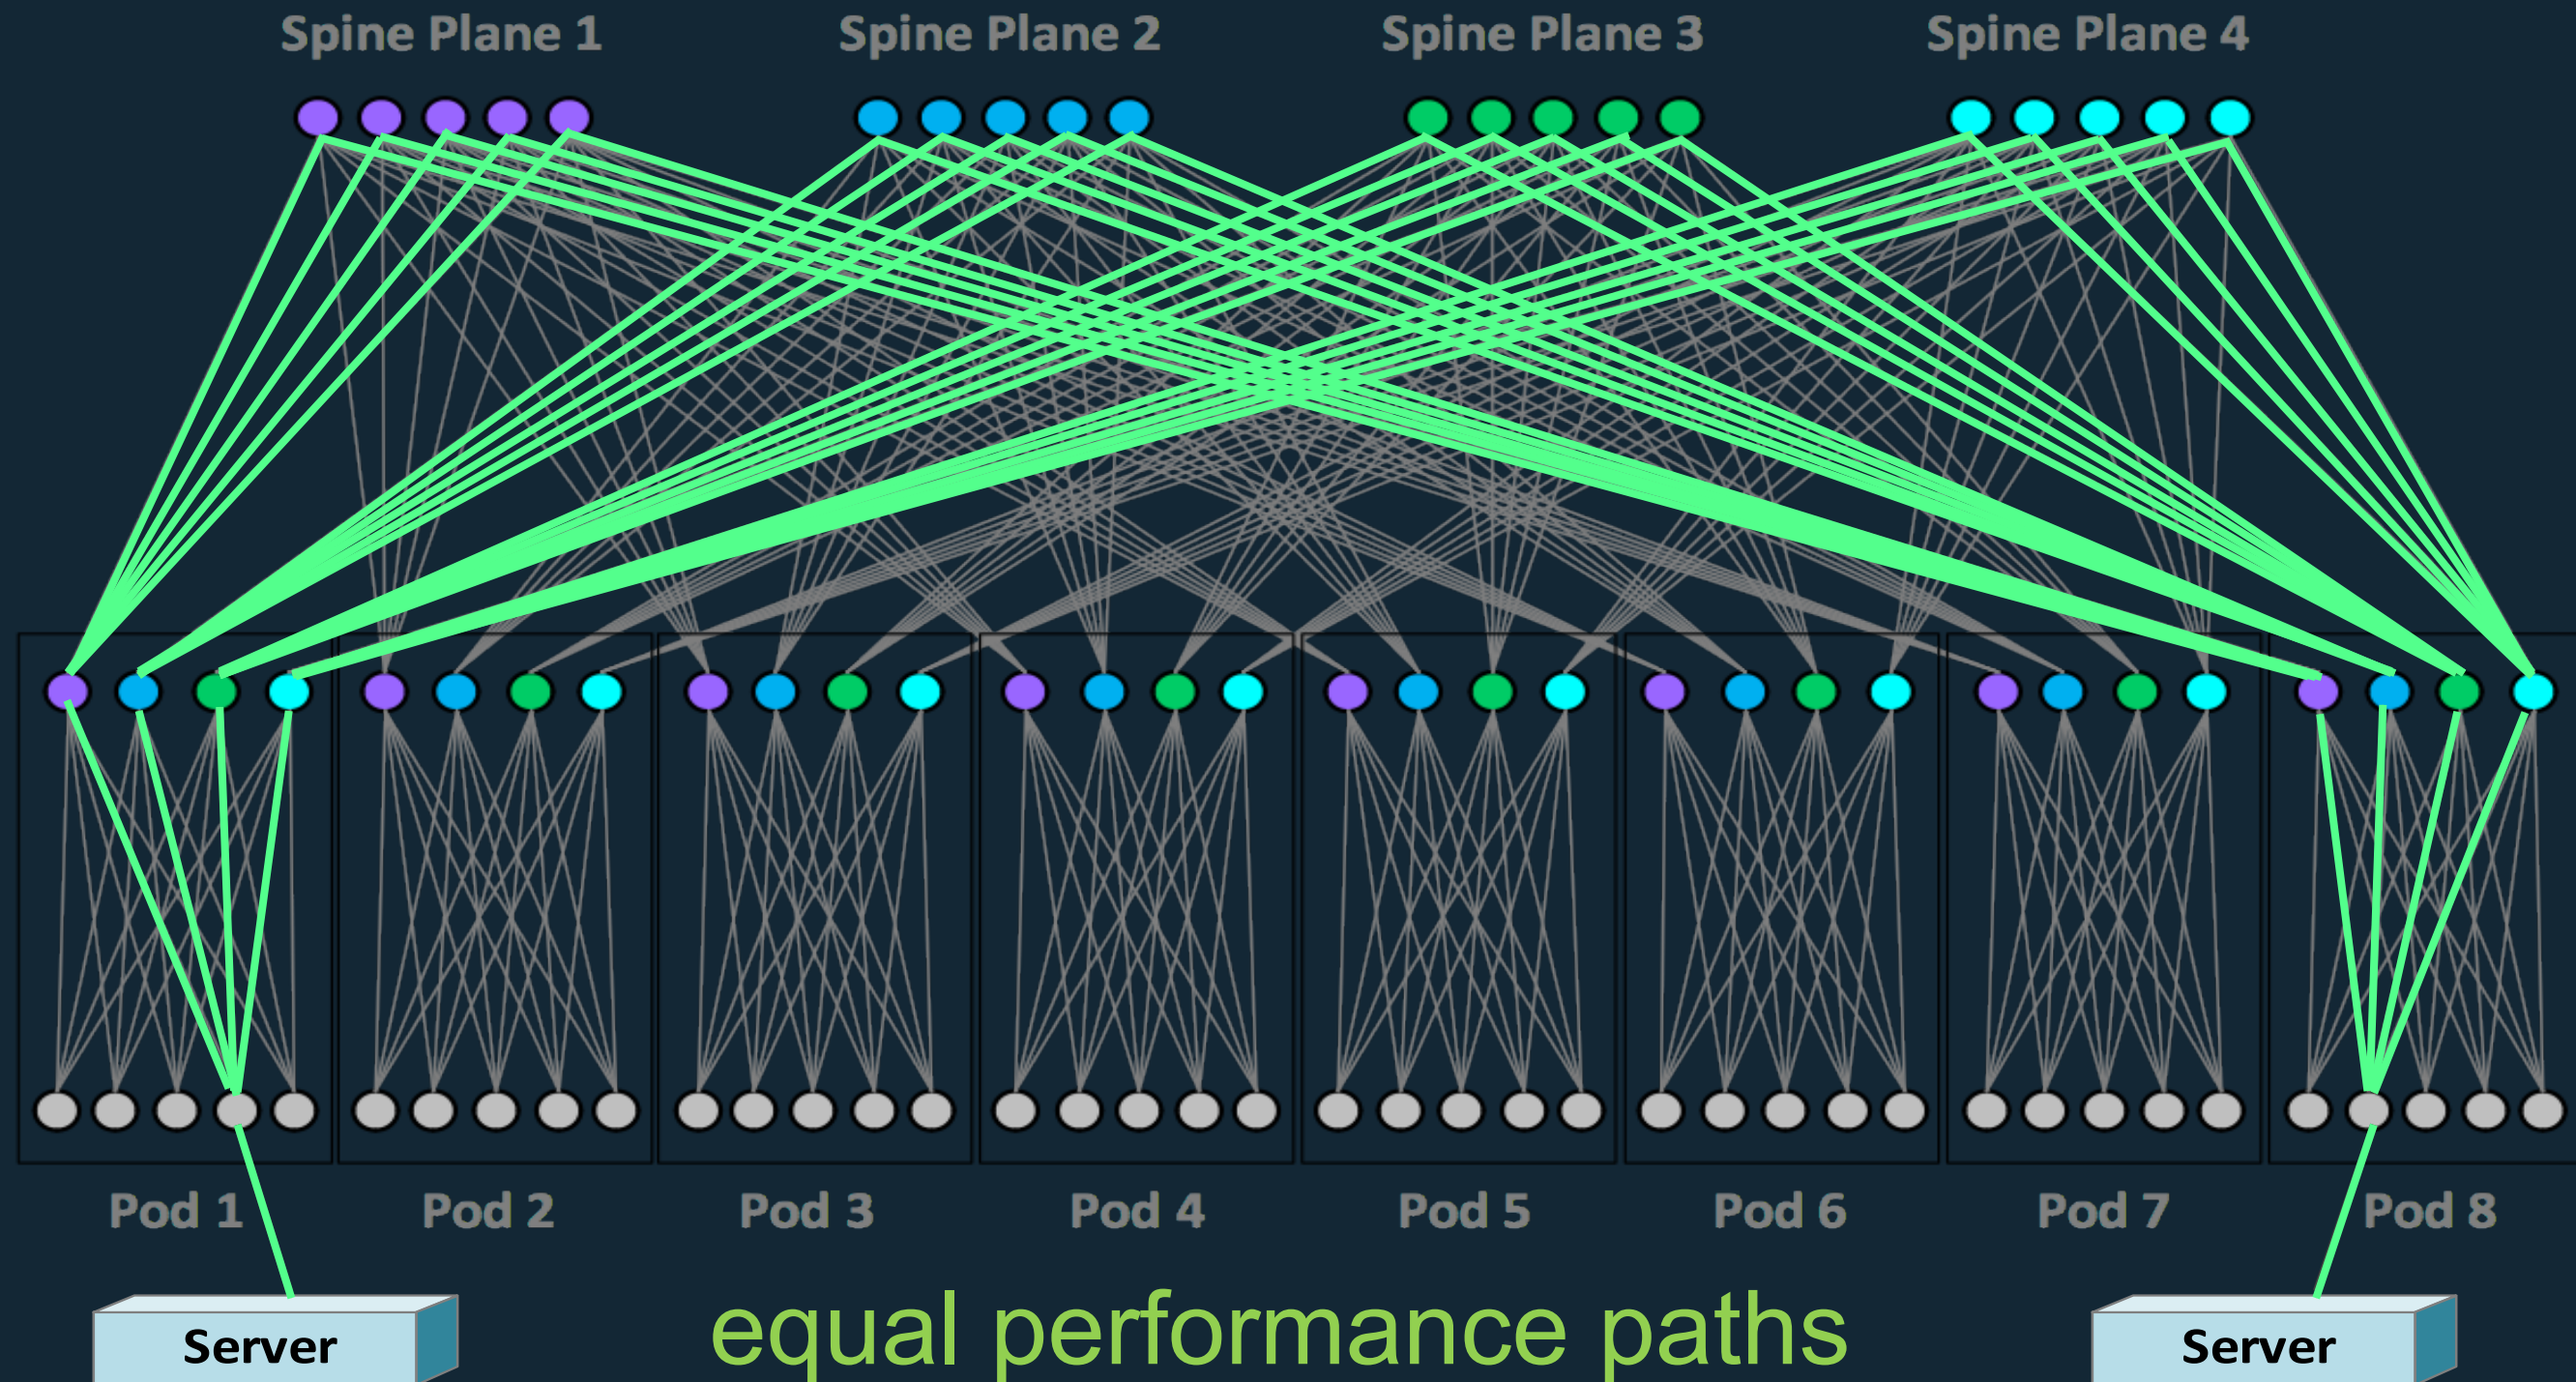 Spine Plane 1
Spine Plane 2
Spine Plane 3
Spine Plane 4
Pod 1
Pod 2
Pod 3
Pod 4
Pod 5
Pod 6
Pod 7
Pod 8
Server
equal performance paths
Server